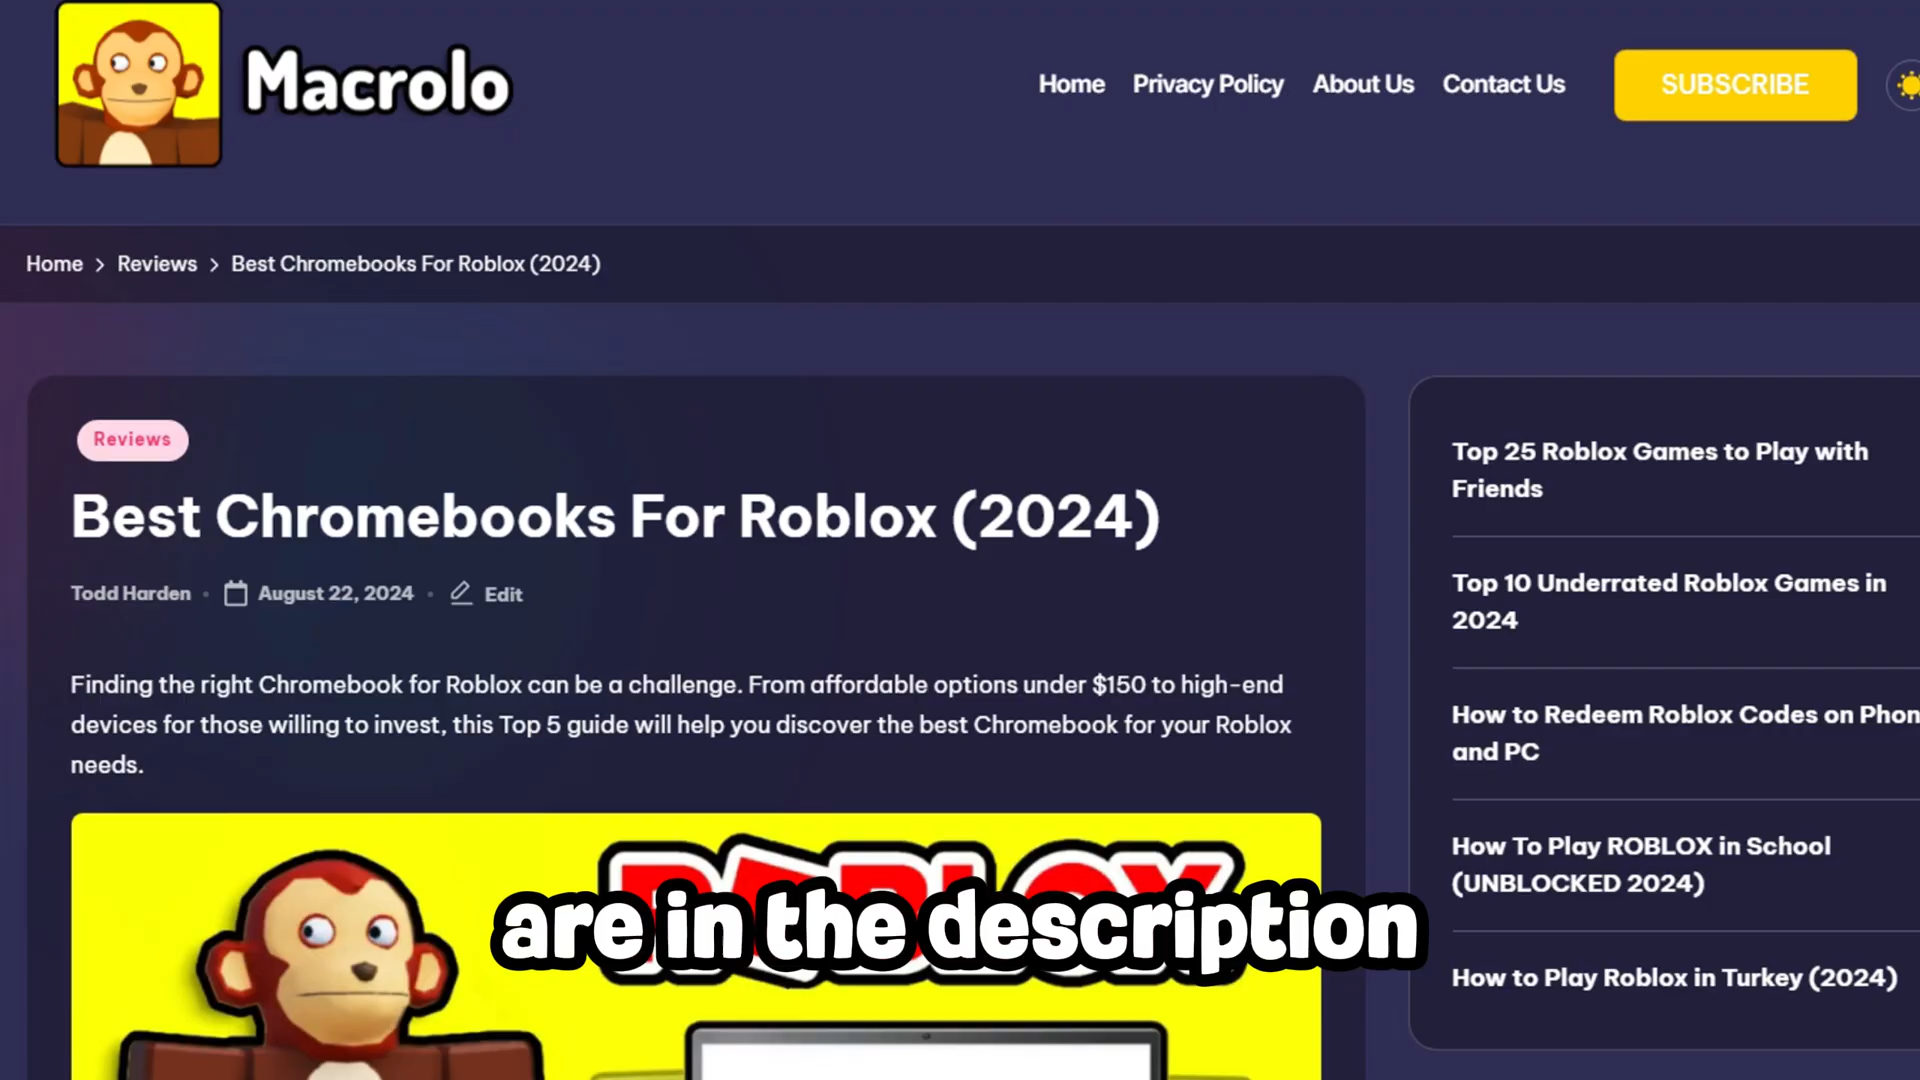 Macrolo
Home
Privacy Policy
About Us
Contact Us
SUBSCRIBE
Home > Reviews > Best Chromebooks For Roblox (2024)
Reviews
Best Chromebooks For Roblox (2024)
Todd Harden • August 22, 2024 • Edit
Finding the right Chromebook for Roblox can be a challenge. From affordable options under $150 to high-end
devices for those willing to invest, this Top 5 guide will help you discover the best Chromebook for your Roblox
needs.
ROBLOX
are in the description
Top 25 Roblox Games to Play with
Friends
Top 10 Underrated Roblox Games in
2024
How to Redeem Roblox Codes on Phon
and PC
How To Play ROBLOX in School
(UNBLOCKED 2024)
How to Play Roblox in Turkey (2024)